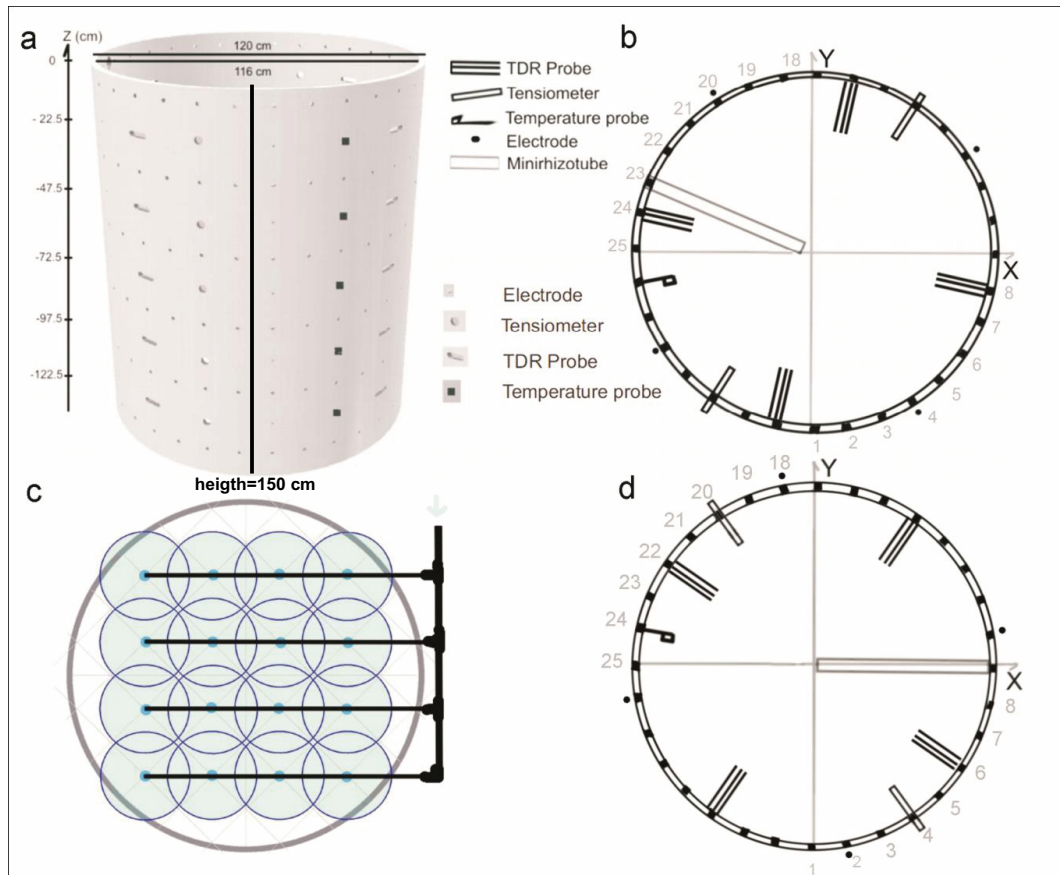 a
Z (cm)
0
- 22.5
-47.5
-72.5
-97.5
-122.5
120 cm
116 cm
heigth=150 cm
TDR Probe
Tensiometer
Temperature probe
Electrode
Minirhizotube
Electrode
Tensiometer
TDR Probe
Temperature probe
b
Y
X
18
19
20
21
22
23
24
25
1
2
3
4
5
6
7
8
c
d
Y
X
18
19
20
21
22
23
24
25
1
2
3
4
5
6
7
8